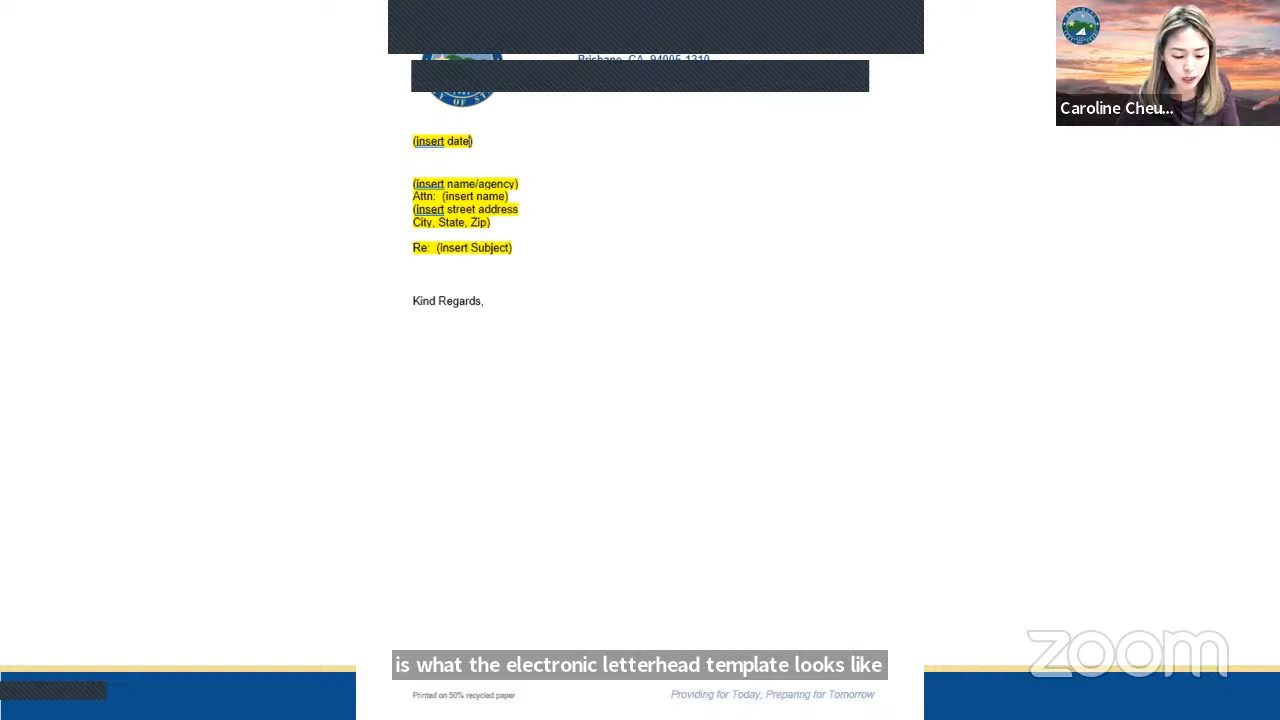 Brisbane, CA 94005-1310
Y OF ST
(insert date)
(insert name/agency)
Attn: (insert name)
(insert street address
City, State, Zip)
Re: (insert Subject)
Kind Regards,
Caroline Cheu...
is what the electronic letterhead template looks like
Printed on 50% recycled paper
Providing for Today, Preparing for Tomorrow
zoom